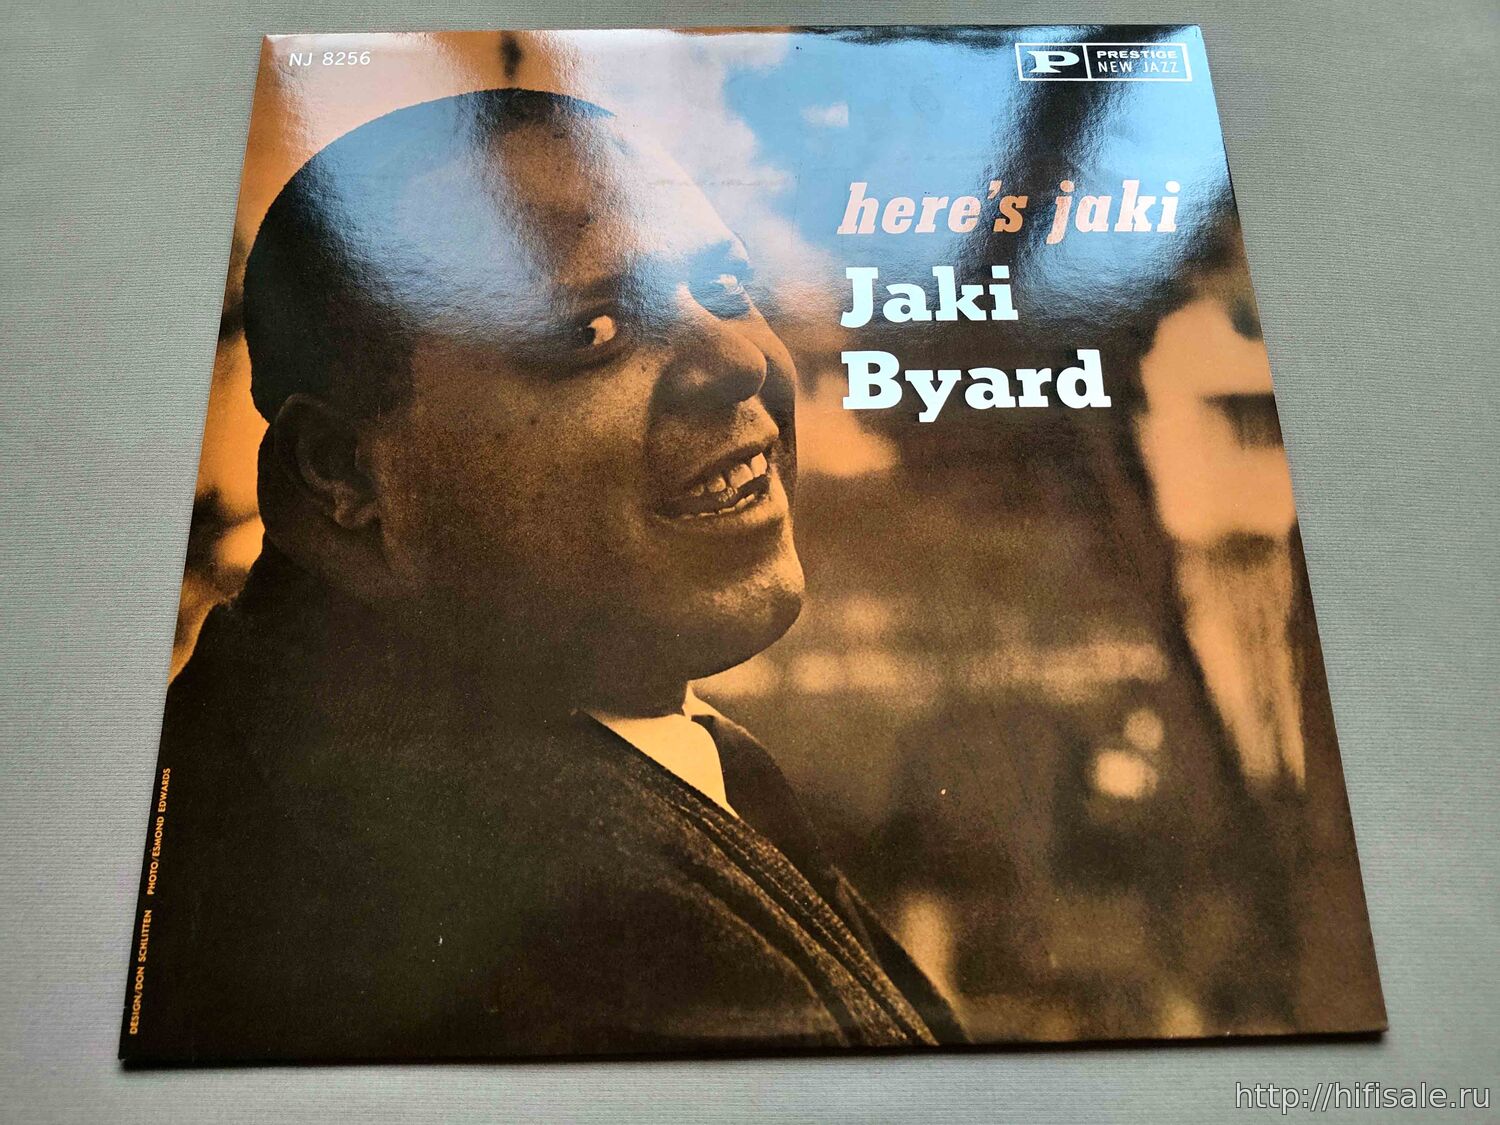 NJ 8256
P PRESTIGE
NEW JAZZ
here's jaki
Jaki
Byard
DESIGN/DON SCHLITTEN PHOTO/ESMOND EDWARDS
http://hifisale.ru